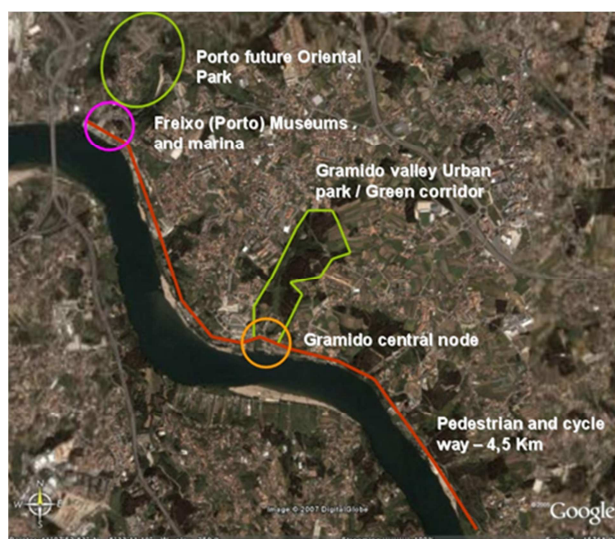 Porto future Oriental
Park
Freixo (Porto) Museums
and marina
Gramido valley Urban
park / Green corridor
Gramido central node
Pedestrian and cycle
way – 4,5 Km
N
W
E
S
Image © 2007 DigitalGlobe
Google